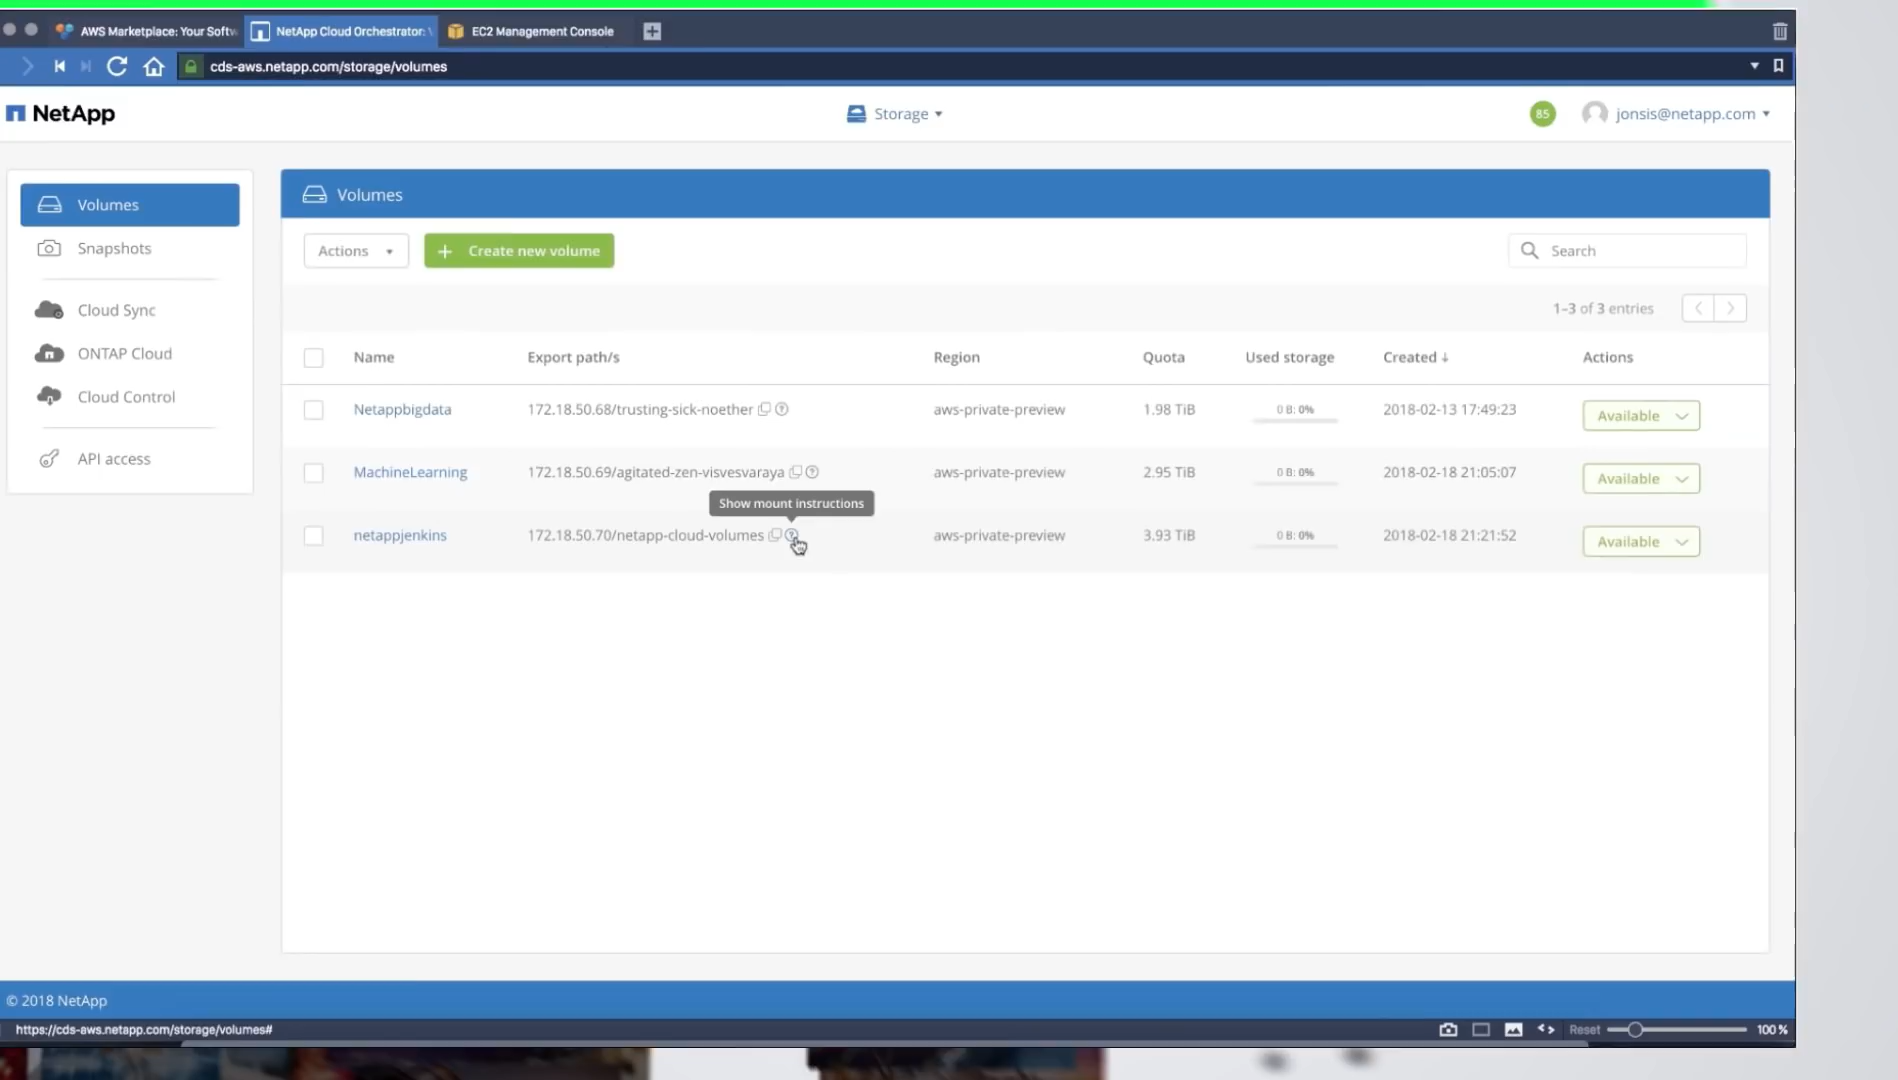 AWS Marketplace: Your Softw
NetApp Cloud Orchestrator:
EC2 Management Console
cds-aws.netapp.com/storage/volumes
NetApp
Storage
85
jonsis@netapp.com
Volumes
Snapshots
Cloud Sync
ONTAP Cloud
Cloud Control
API access
Volumes
Actions
+ Create new volume
Search
1–3 of 3 entries
Name Export path/s Region Quota Used storage Created ↓ Actions
Netappbigdata 172.18.50.68/trusting-sick-noether aws-private-preview 1.98 TiB 0 B: 0% 2018-02-13 17:49:23 Available
MachineLearning 172.18.50.69/agitated-zen-visvesvaraya aws-private-preview 2.95 TiB 0 B: 0% 2018-02-18 21:05:07 Available
Show mount instructions
netappjenkins 172.18.50.70/netapp-cloud-volumes aws-private-preview 3.93 TiB 0 B: 0% 2018-02-18 21:21:52 Available
© 2018 NetApp
https://cds-aws.netapp.com/storage/volumes#
Reset 100 %